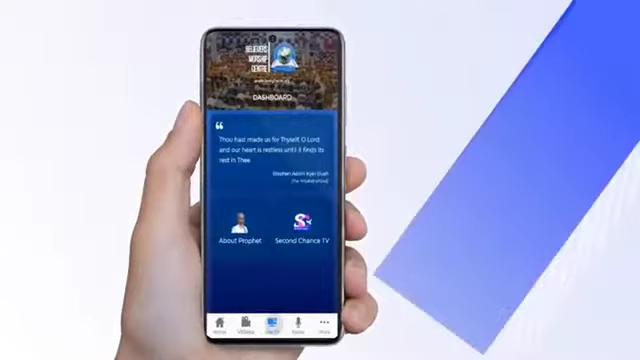 BELIEVERS
WORSHIP
CENTRE
DASHBOARD
Thou hast made us for Thyself, O Lord
and our heart is restless until it finds its
rest in Thee
About Prophet
Second Chance TV
Home
Videos
Radio
More